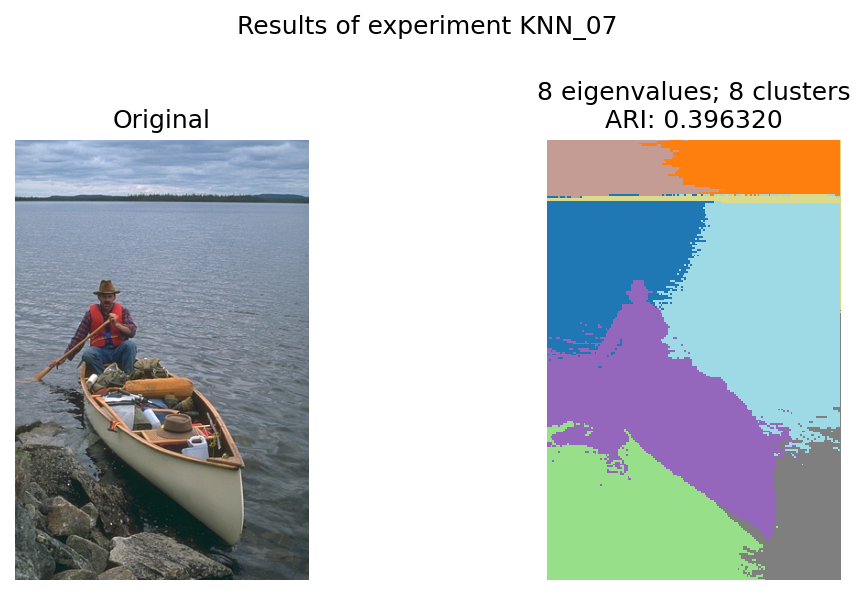 Results of experiment KNN_07
Original
8 eigenvalues; 8 clusters
ARI: 0.396320